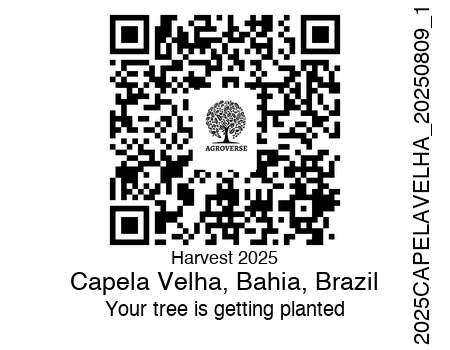 AGROVERSE
Harvest 2025
Capela Velha, Bahia, Brazil
Your tree is getting planted
2025CAPELAVELHA_20250809_1